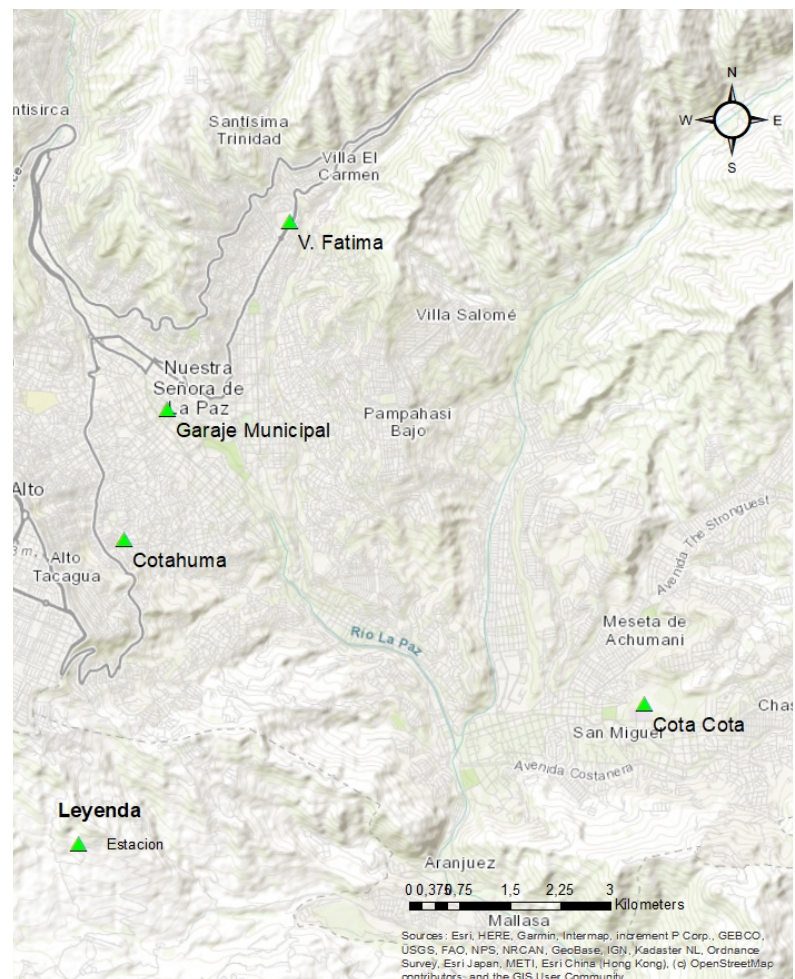 N
W E
S
ntisirca
Santísima
Trinidad
Villa El
Carmen
V. Fatima
Villa Salomé
Nuestra
Señora de
La Paz
Garaje Municipal
Pampahasi
Bajo
Alto
Cotahuma
Alto
Tacagua
Avenida The Strongest
Río La Paz
Meseta de
Achumani
Cota Cota
Chas
San Miguel
Avenida Costanera
Leyenda
Estacion
Aranjuez
0 0,375 0,75 1,5 2,25 3
Kilometers
Mallasa
Sources: Esri, HERE, Garmin, Intermap, increment P Corp., GEBCO,
USGS, FAO, NPS, NRCAN, GeoBase, IGN, Kadaster NL, Ordnance
Survey, Esri Japan, METI, Esri China (Hong Kong), (c) OpenStreetMap
contributors, and the GIS User Community